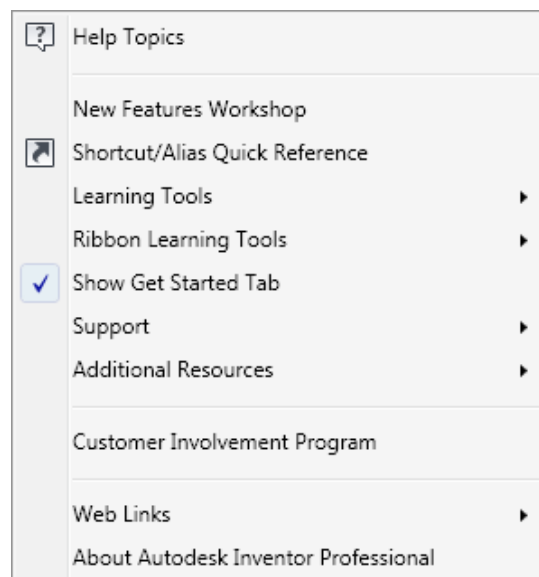 Help Topics
New Features Workshop
Shortcut/Alias Quick Reference
Learning Tools
Ribbon Learning Tools
Show Get Started Tab
Support
Additional Resources
Customer Involvement Program
Web Links
About Autodesk Inventor Professional